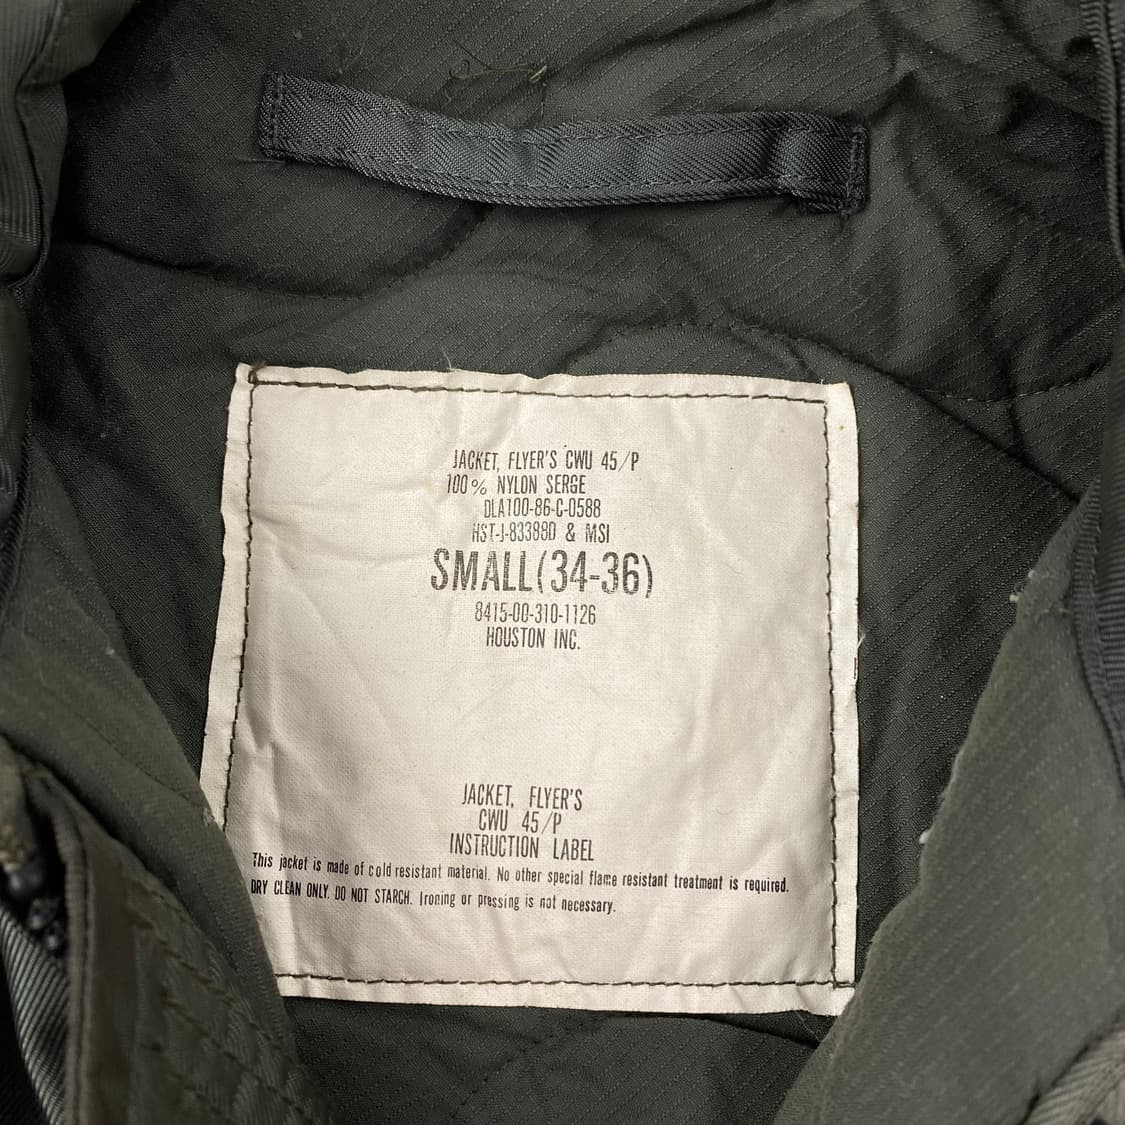 JACKET, FLYER'S CWU 45/P
100% NYLON SERGE
DLA100-86-C-0588
HST-J-83388D & MSI
SMALL(34-36)
8415-00-310-1126
HOUSTON INC.
JACKET, FLYER'S
CWU 45/P
INSTRUCTION LABEL
This jacket is made of cold resistant material. No other special flame resistant treatment is required.
DRY CLEAN ONLY. DO NOT STARCH. Ironing or pressing is not necessary.